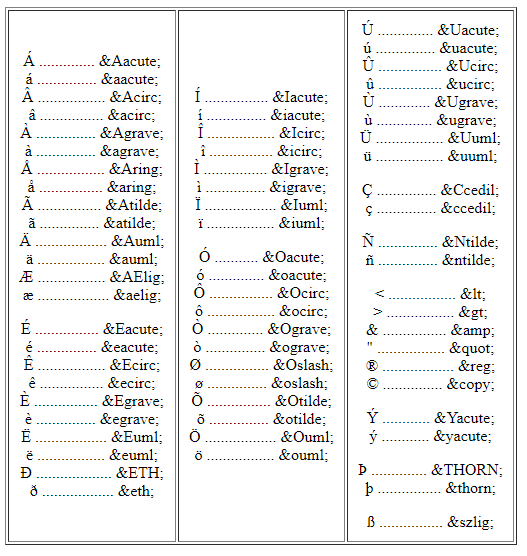 Á .............. &Aacute;
á ............... &aacute;
Â ................ &Acirc;
â ................ &acirc;
À ............... &Agrave;
à ................ &agrave;
Å ................ &Aring;
å ................ &aring;
Ã ............... &Atilde;
ã ............... &atilde;
Ä ................. &Auml;
ä ................. &auml;
Æ ............... &AElig;
æ ................ &aelig;
É ............... &Eacute;
é ............... &eacute;
Ê ................ &Ecirc;
ê ................ &ecirc;
È ................ &Egrave;
è ............... &egrave;
Ë ................. &Euml;
ë ................. &euml;
Ð .................. &ETH;
ð .................. &eth;
Í ................ &Iacute;
í ................ &iacute;
Î ................. &Icirc;
î ................. &icirc;
Ì ................. &Igrave;
ì ................ &igrave;
Ï .................. &Iuml;
ï .................. &iuml;
Ó ........... &Oacute;
ó ............. &oacute;
Ô ............... &Ocirc;
ô ............... &ocirc;
Ò .............. &Ograve;
ò .............. &ograve;
Ø .............. &Oslash;
ø .............. &oslash;
Õ .............. &Otilde;
õ .............. &otilde;
Ö ................ &Ouml;
ö ................ &ouml;
Ú .............. &Uacute;
ú ............... &uacute;
Û ................ &Ucirc;
û ................ &ucirc;
Ù ............... &Ugrave;
ù .............. &ugrave;
Ü ................. &Uuml;
ü ................. &uuml;
Ç ............... &Ccedil;
ç ............... &ccedil;
Ñ ............... &Ntilde;
ñ ............... &ntilde;
< ................. &lt;
> .................... &gt;
& .................. &amp;
" ................. &quot;
® .................. &reg;
© ................ &copy;
Ý ............ &Yacute;
ý ............ &yacute;
Þ .............. &THORN;
þ ................ &thorn;
ß ................ &szlig;